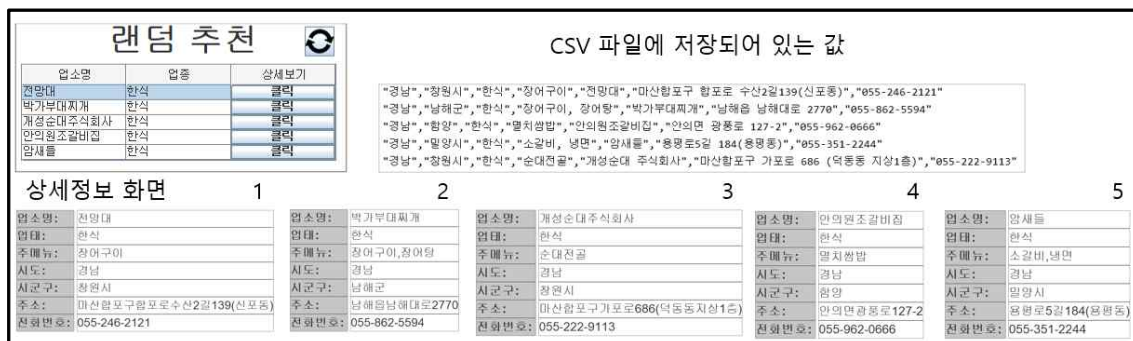 랜덤 추천
업소명 업종 상세보기
전망대 한식 클릭
박가부대찌개 한식 클릭
개성순대주식회사 한식 클릭
안의원조갈비집 한식 클릭
암새들 한식 클릭
CSV 파일에 저장되어 있는 값
"경남","창원시","한식","장어구이","전망대","마산합포구 합포로 수산2길139(신포동)","055-246-2121"
"경남","남해군","한식","장어구이, 장어탕","박가부대찌개","남해읍 남해대로 2770","055-862-5594"
"경남","함양","한식","멸치쌈밥","안의원조갈비집","안의면 광풍로 127-2","055-962-0666"
"경남","밀양시","한식","소갈비, 냉면","암새들","용평로5길 184(용평동)","055-351-2244"
"경남","창원시","한식","순대전골","개성순대 주식회사","마산합포구 가포로 686 (덕동동 지상1층)","055-222-9113"
상세정보 화면 1 2 3 4 5
업소명: 전망대
업태: 한식
주메뉴: 장어구이
시도: 경남
시군구: 창원시
주소: 마산합포구합포로수산2길139(신포동)
전화번호: 055-246-2121
업소명: 박가부대찌개
업태: 한식
주메뉴: 장어구이,장어탕
시도: 경남
시군구: 남해군
주소: 남해읍남해대로2770
전화번호: 055-862-5594
업소명: 개성순대주식회사
업태: 한식
주메뉴: 순대전골
시도: 경남
시군구: 창원시
주소: 마산합포구가포로686(덕동동지상1층)
전화번호: 055-222-9113
업소명: 안의원조갈비집
업태: 한식
주메뉴: 멸치쌈밥
시도: 경남
시군구: 함양
주소: 안의면광풍로127-2
전화번호: 055-962-0666
업소명: 암새들
업태: 한식
주메뉴: 소갈비,냉면
시도: 경남
시군구: 밀양시
주소: 용평로5길184(용평동)
전화번호: 055-351-2244